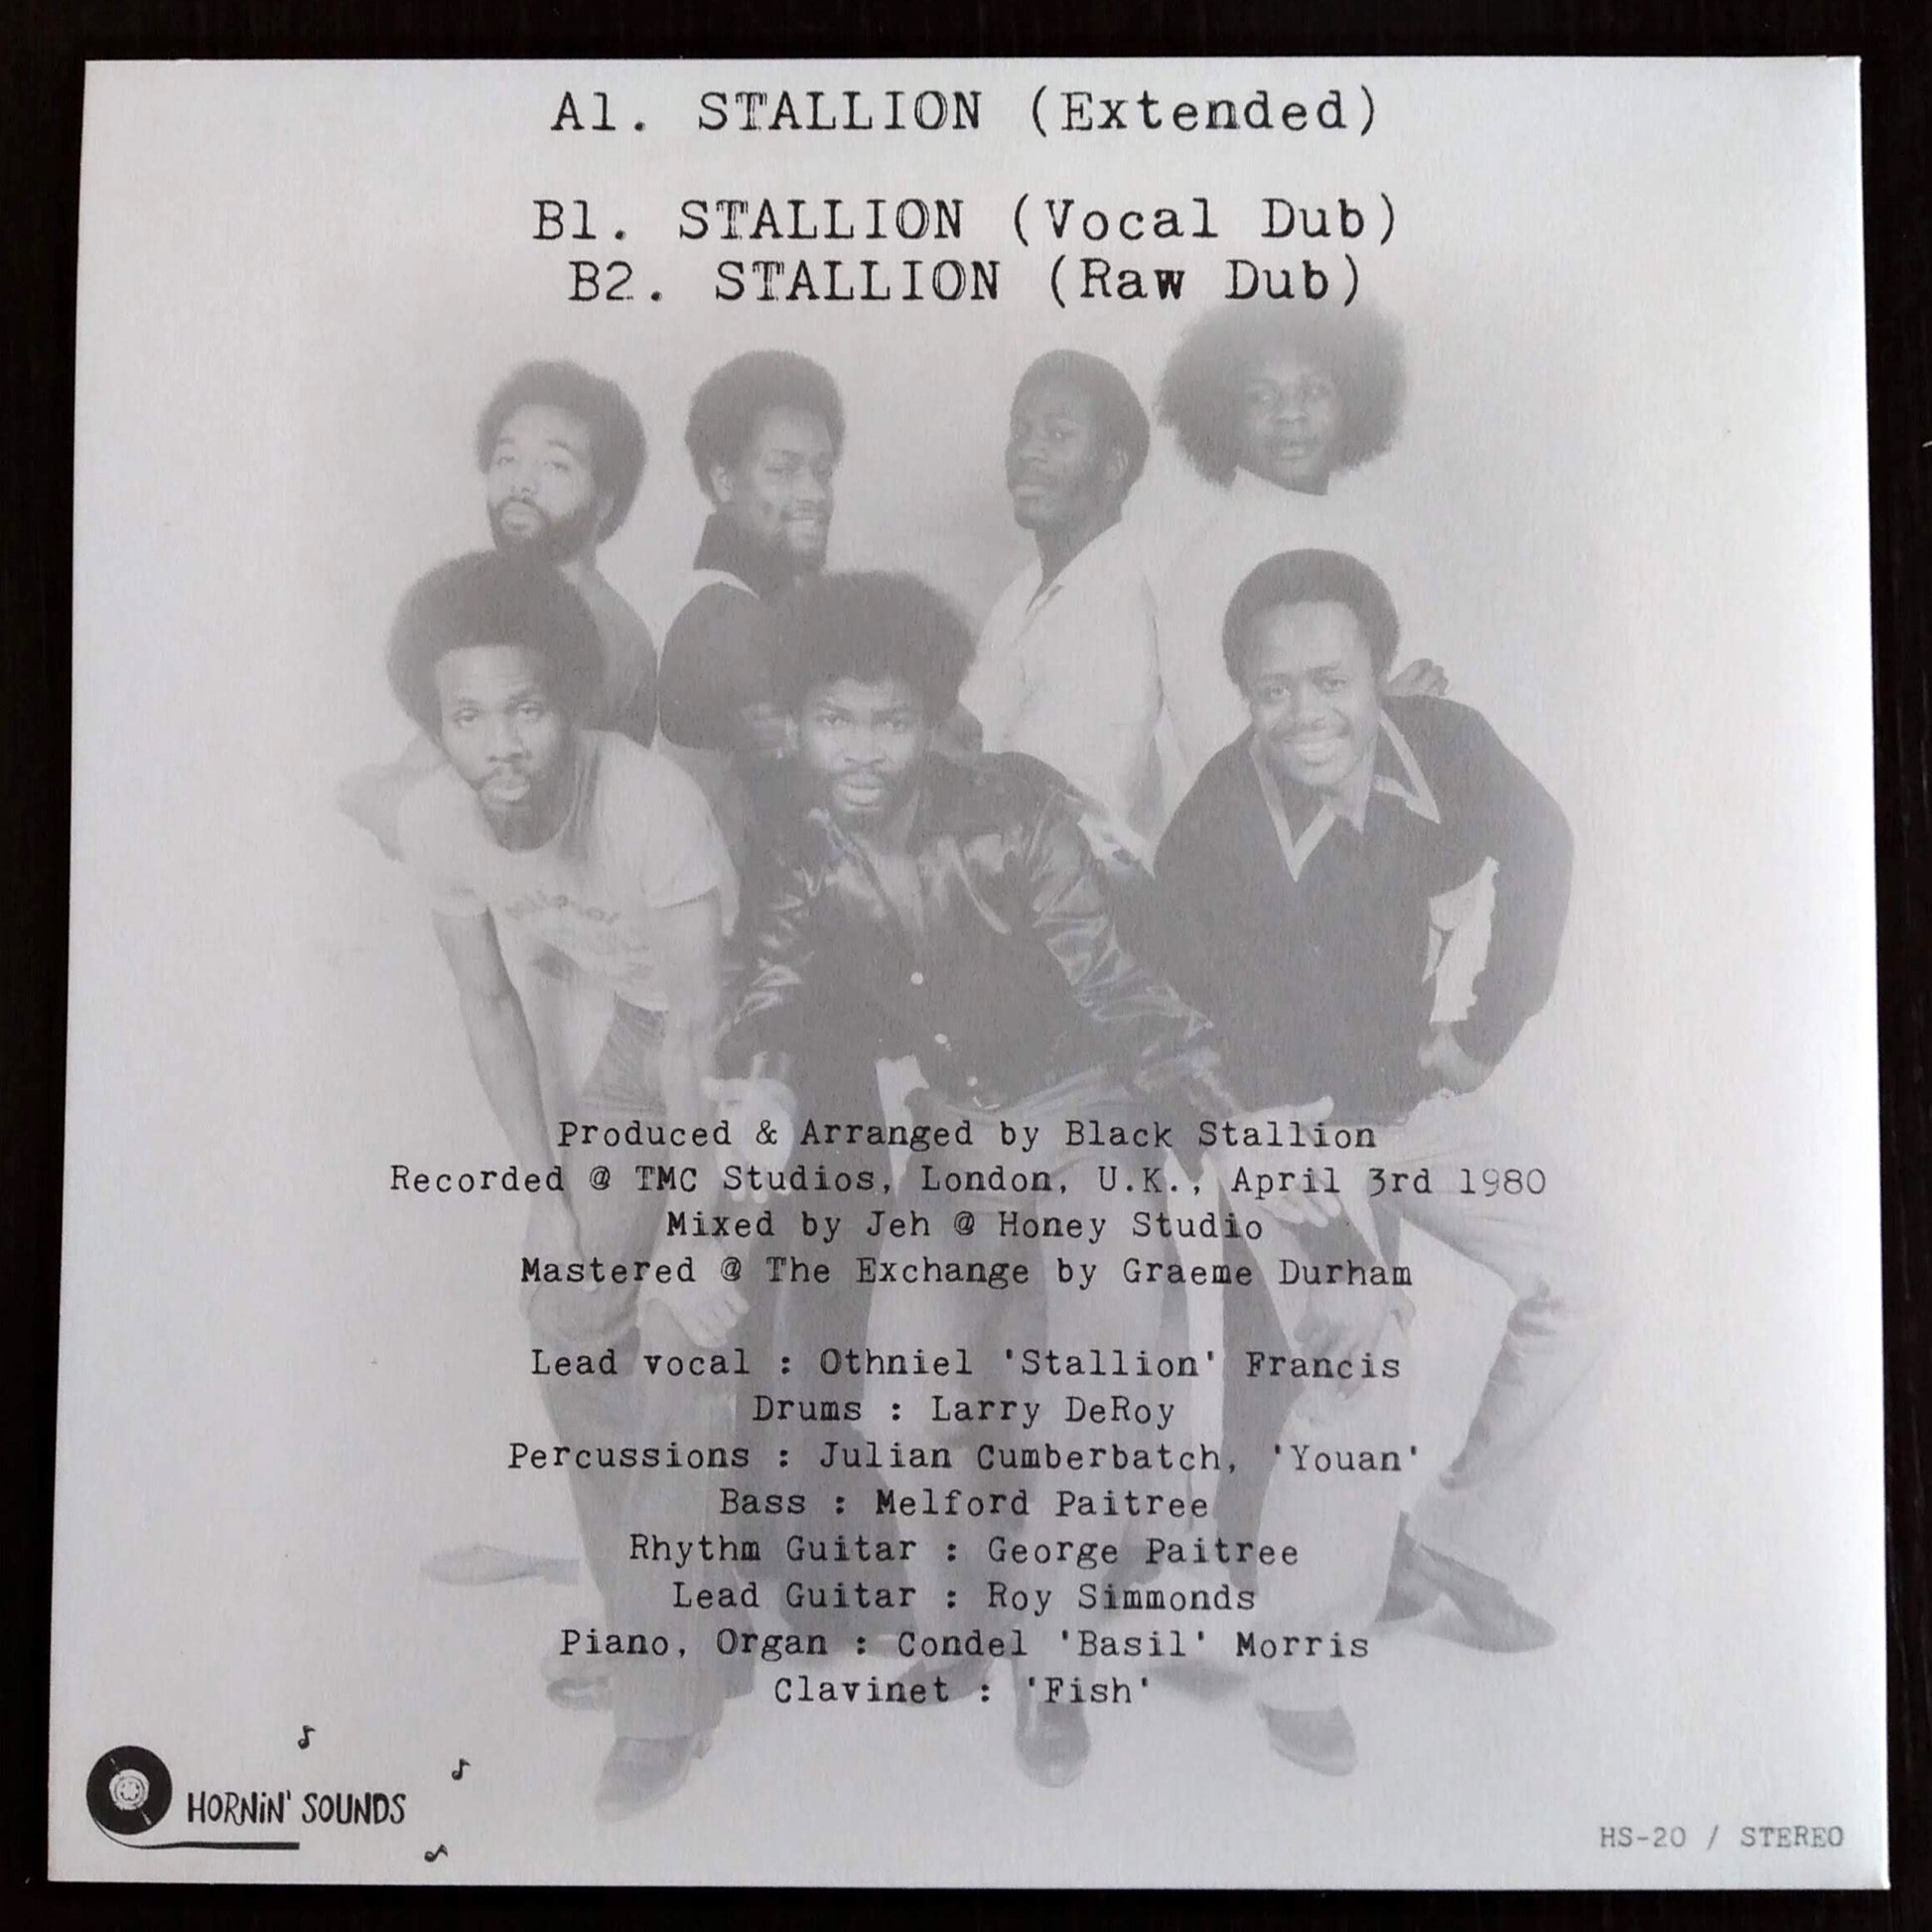 A1. STALLION (Extended)
B1. STALLION (Vocal Dub)
B2. STALLION (Raw Dub)
Produced & Arranged by Black Stallion
Recorded @ TMC Studios, London, U.K., April 3rd 1980
Mixed by Jeh @ Honey Studio
Mastered @ The Exchange by Graeme Durham
Lead vocal : Othniel 'Stallion' Francis
Drums : Larry DeRoy
Percussions : Julian Cumberbatch, 'Youan'
Bass : Melford Paitree
Rhythm Guitar : George Paitree
Lead Guitar : Roy Simmonds
Piano, Organ : Condel 'Basil' Morris
Clavinet : 'Fish'
HORNiN' SOUNDS
HS-20 / STEREO